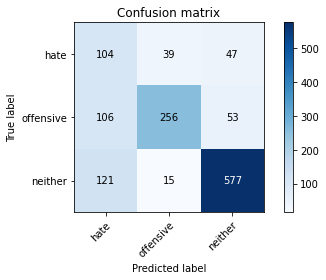 Confusion matrix
hate 104 39 47
offensive 106 256 53
neither 121 15 577
hate offensive neither
True label
Predicted label
500
400
300
200
100